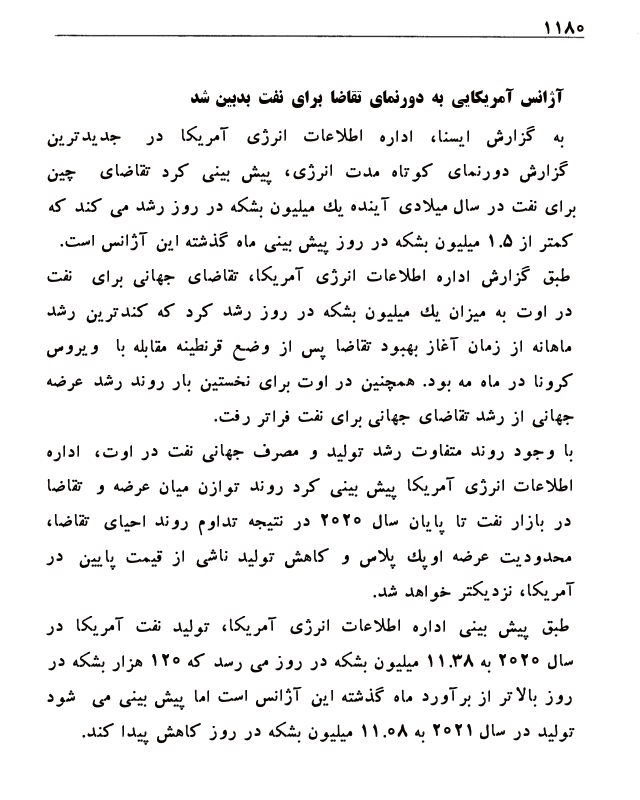 ۱۱۸۰
آژانس آمریکایی به دورنمای تقاضا برای نفت بدبین شد
به گزارش ایسنا، اداره اطلاعات انرژی آمریکا در جدیدترین
گزارش دورنمای کوتاه مدت انرژی، پیش بینی کرد تقاضای چین
برای نفت در سال میلادی آینده یك میلیون بشکه در روز رشد می کند که
کمتر از ۱.۵ میلیون بشکه در روز پیش بینی ماه گذشته این آژانس است.
طبق گزارش اداره اطلاعات انرژی آمریکا، تقاضای جهانی برای نفت
در اوت به میزان یك میلیون بشکه در روز رشد کرد که کندترین رشد
ماهانه از زمان آغاز بهبود تقاضا پس از وضع قرنطینه مقابله با ویروس
کرونا در ماه مه بود. همچنین در اوت برای نخستین بار روند رشد عرضه
جهانی از رشد تقاضای جهانی برای نفت فراتر رفت.
با وجود روند متفاوت رشد تولید و مصرف جهانی نفت در اوت، اداره
اطلاعات انرژی آمریکا پیش بینی کرد روند توازن میان عرضه و تقاضا
در بازار نفت تا پایان سال ۲۰۲۰ در نتیجه تداوم روند احیای تقاضا،
محدودیت عرضه اوپك پلاس و کاهش تولید ناشی از قیمت پایین در
آمریکا، نزدیکتر خواهد شد.
طبق پیش بینی اداره اطلاعات انرژی آمریکا، تولید نفت آمریکا در
سال ۲۰۲۰ به ۱۱.۳۸ میلیون بشکه در روز می رسد که ۱۲۰ هزار بشکه در
روز بالاتر از برآورد ماه گذشته این آژانس است اما پیش بینی می شود
تولید در سال ۲۰۲۱ به ۱۱.۰۸ میلیون بشکه در روز کاهش پیدا کند.